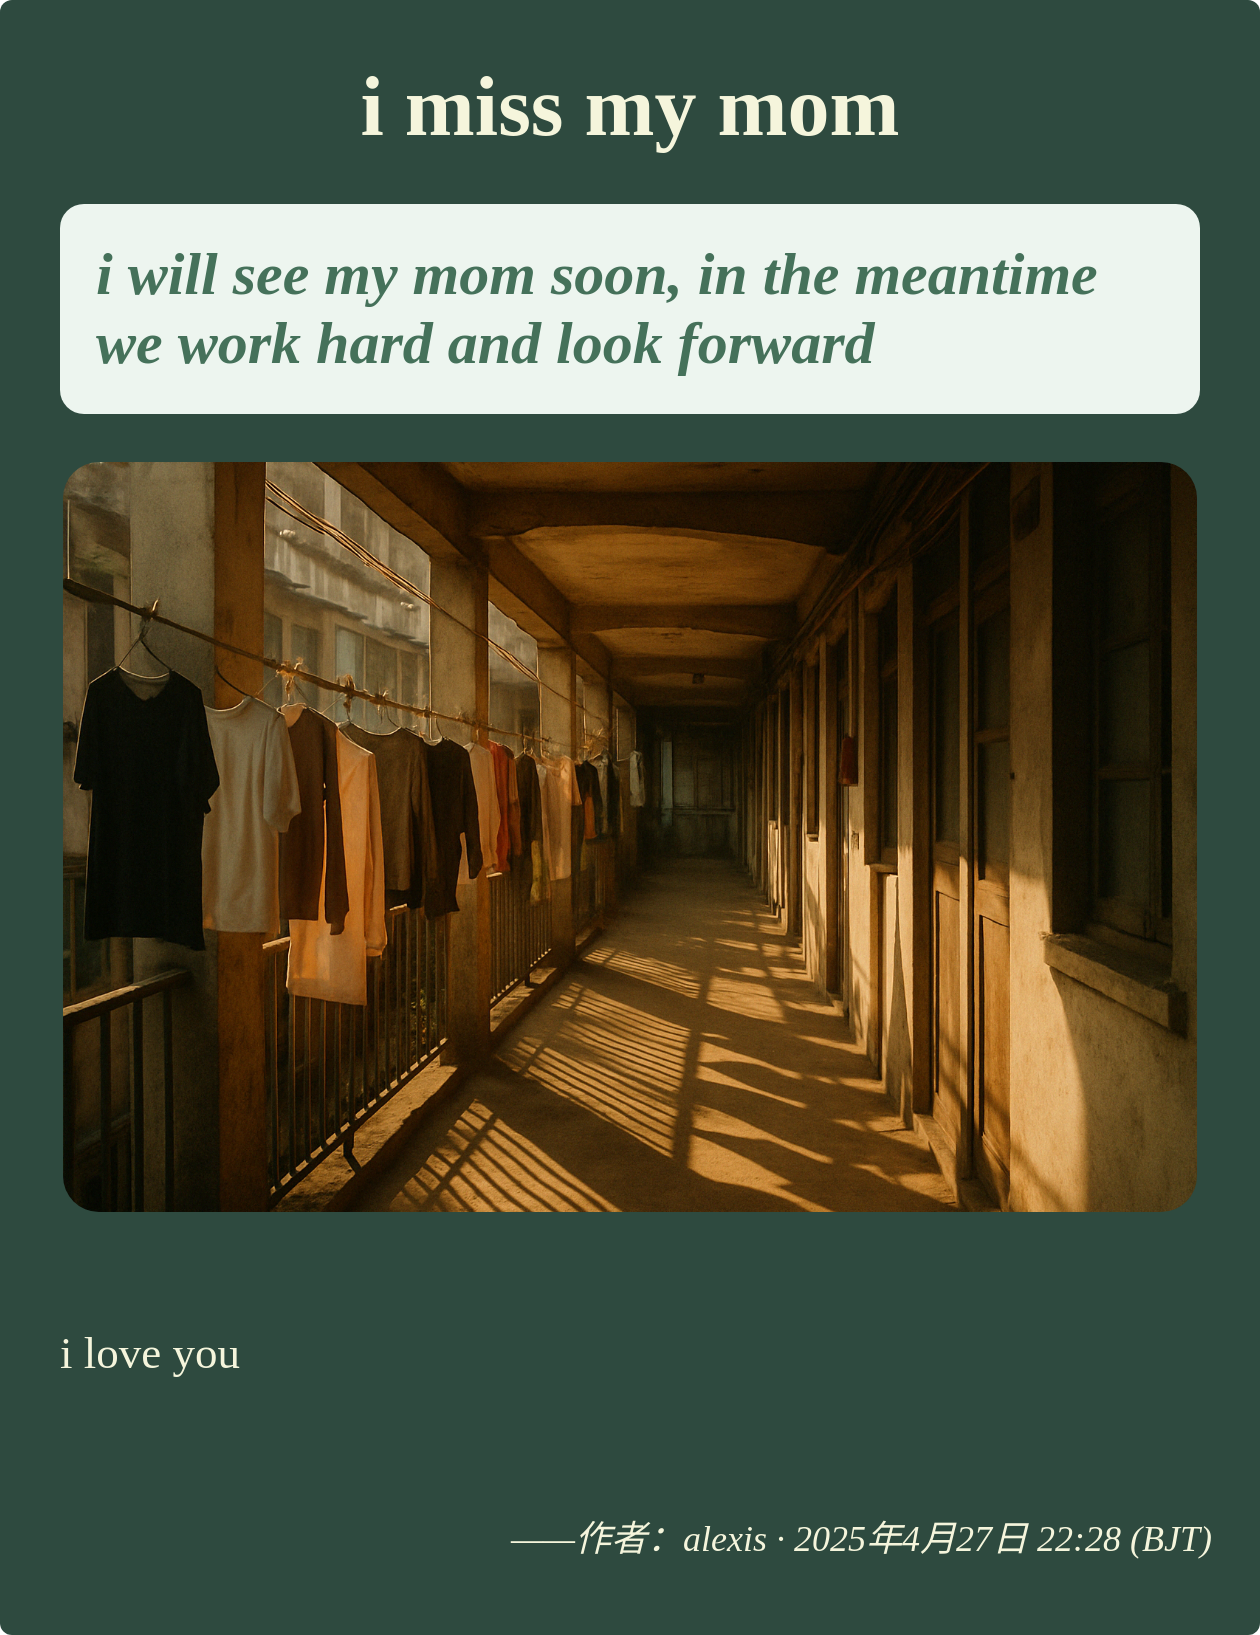 i miss my mom
i will see my mom soon, in the meantime
we work hard and look forward
i love you
——作者：alexis · 2025年4月27日 22:28 (BJT)